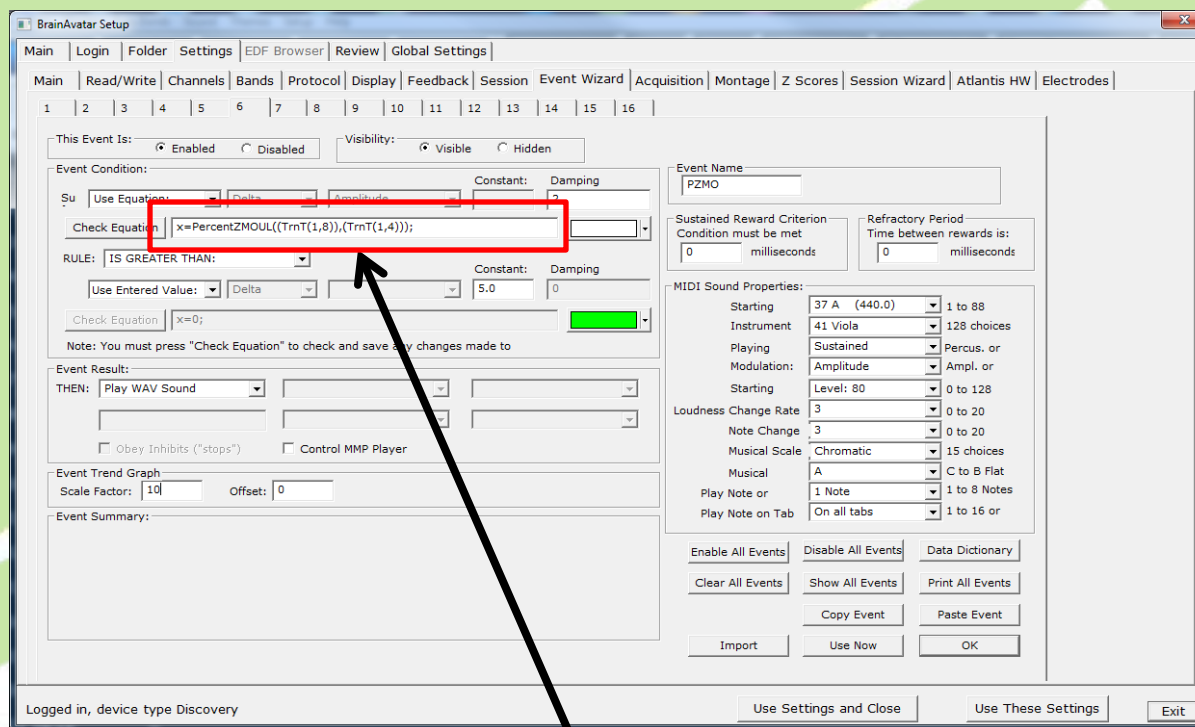 BrainAvatar Setup
Main Login Folder Settings EDF Browser Review Global Settings
Main Read/Write Channels Bands Protocol Display Feedback Session Event Wizard Acquisition Montage Z Scores Session Wizard Atlantis HW Electrodes
1 2 3 4 5 6 7 8 9 10 11 12 13 14 15 16
This Event Is: Enabled Disabled Visibility: Visible Hidden
Event Condition:
Constant: Damping
Su Use Equation: Delta Amplitude 2
Check Equation x=PercentZMOUL((TrnT(1,8)),(TrnT(1,4)));
RULE: IS GREATER THAN:
Constant: Damping
Use Entered Value: Delta 5.0 0
Check Equation x=0;
Note: You must press "Check Equation" to check and save any changes made to
Event Result:
THEN: Play WAV Sound
Obey Inhibits ("stops") Control MMP Player
Event Trend Graph
Scale Factor: 10 Offset: 0
Event Summary:
Event Name
PZMO
Sustained Reward Criterion
Condition must be met
0 milliseconds
Refractory Period
Time between rewards is:
0 milliseconds
MIDI Sound Properties:
Starting 37 A (440.0) 1 to 88
Instrument 41 Viola 128 choices
Playing Sustained Percus. or
Modulation: Amplitude Ampl. or
Starting Level: 80 0 to 128
Loudness Change Rate 3 0 to 20
Note Change 3 0 to 20
Musical Scale Chromatic 15 choices
Musical A C to B Flat
Play Note or 1 Note 1 to 8 Notes
Play Note on Tab On all tabs 1 to 16 or
Enable All Events Disable All Events Data Dictionary
Clear All Events Show All Events Print All Events
Copy Event Paste Event
Import Use Now OK
Logged in, device type Discovery Use Settings and Close Use These Settings Exit